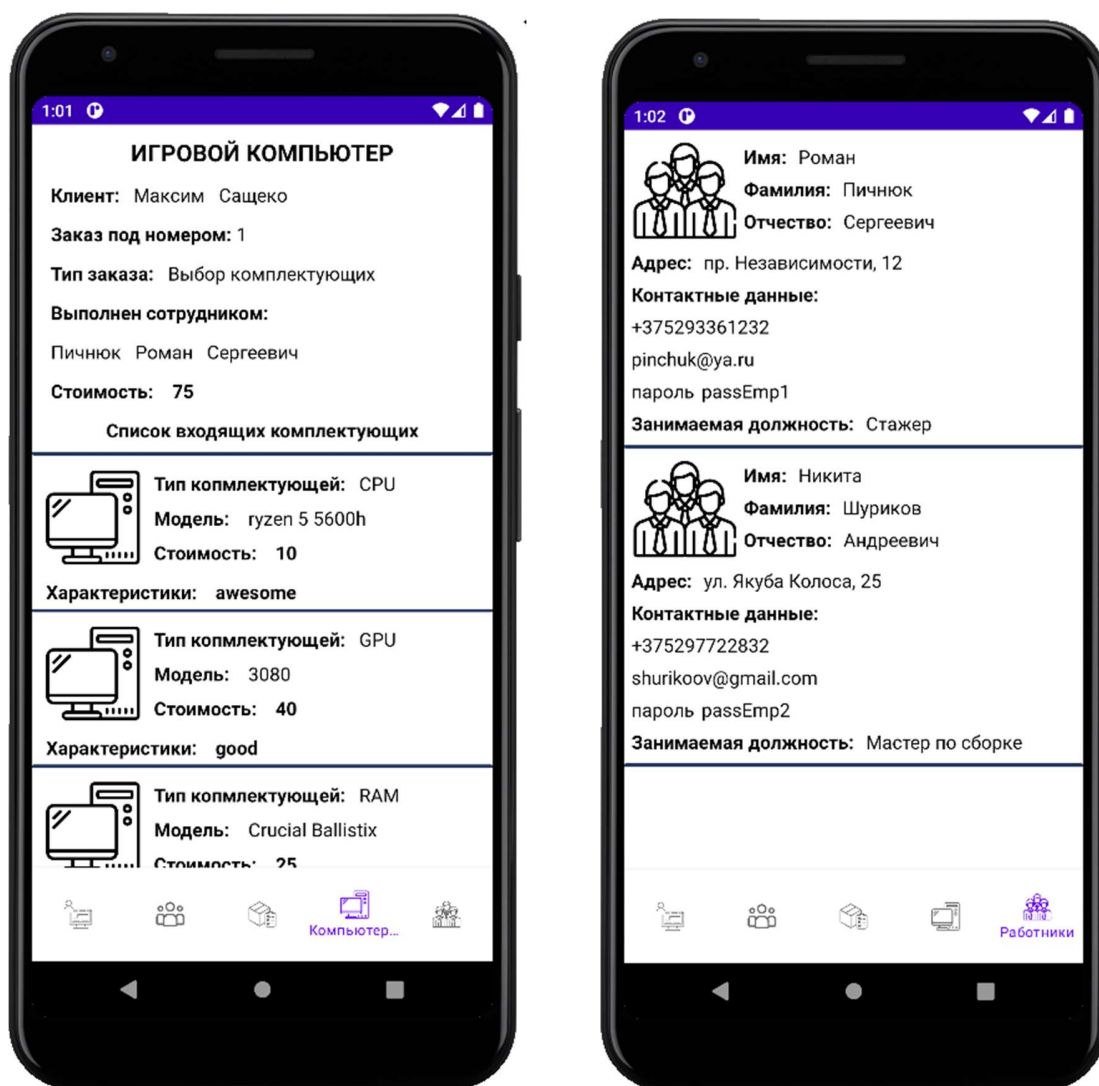 1:01
ИГРОВОЙ КОМПЬЮТЕР
Клиент: Максим Сащеко
Заказ под номером: 1
Тип заказа: Выбор комплектующих
Выполнен сотрудником:
Пичнюк Роман Сергеевич
Стоимость: 75
Список входящих комплектующих
Тип копмлектующей: CPU
Модель: ryzen 5 5600h
Стоимость: 10
Характеристики: awesome
Тип копмлектующей: GPU
Модель: 3080
Стоимость: 40
Характеристики: good
Тип копмлектующей: RAM
Модель: Crucial Ballistix
Стоимость: 25
Компьютер...
1:02
Имя: Роман
Фамилия: Пичнюк
Отчество: Сергеевич
Адрес: пр. Независимости, 12
Контактные данные:
+375293361232
pinchuk@ya.ru
пароль passEmp1
Занимаемая должность: Стажер
Имя: Никита
Фамилия: Шуриков
Отчество: Андреевич
Адрес: ул. Якуба Колоса, 25
Контактные данные:
+375297722832
shurikoov@gmail.com
пароль passEmp2
Занимаемая должность: Мастер по сборке
Работники